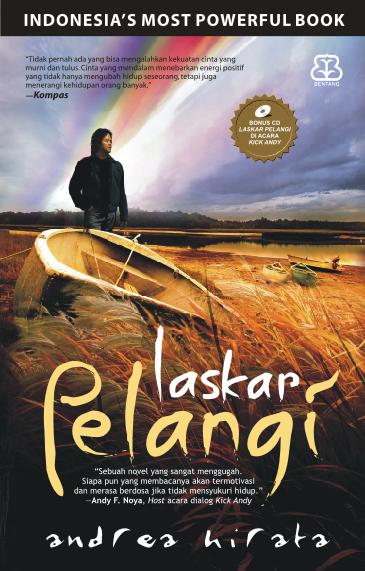 INDONESIA'S MOST POWERFUL BOOK
"Tidak pernah ada yang bisa mengalahkan kekuatan cinta yang
murni dan tulus. Cinta yang mendalam menebarkan energi positif
yang tidak hanya mengubah hidup seseorang, tetapi juga
menerangi kehidupan orang banyak."
—Kompas
BENTANG
BONUS CD
LASKAR PELANGI
DI ACARA
KICK ANDY
laskar
Pelangi
"Sebuah novel yang sangat menggugah.
Siapa pun yang membacanya akan termotivasi
dan merasa berdosa jika tidak mensyukuri hidup."
—Andy F. Noya, Host acara dialog Kick Andy
andrea hirata